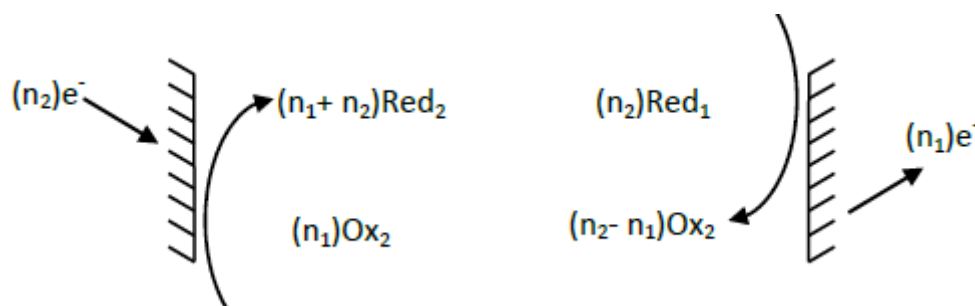 (n₂)e⁻
(n₁+ n₂)Red₂
(n₂)Red₁
(n₁)e⁻
(n₁)Ox₂
(n₂- n₁)Ox₂